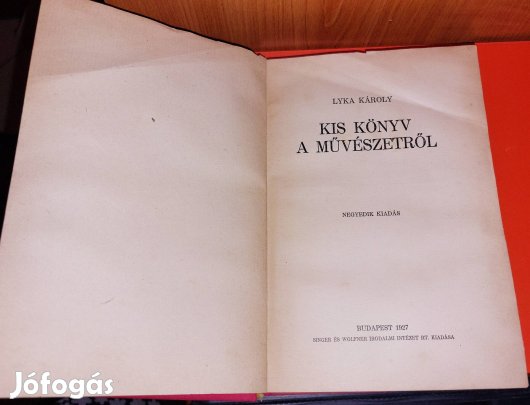 LYKA KÁROLY
KIS KÖNYV
A MŰVÉSZETRŐL
NEGYEDIK KIADÁS
BUDAPEST 1927
SINGER ÉS WOLFNER IRODALMI INTÉZET RT. KIADÁSA
Jófogás